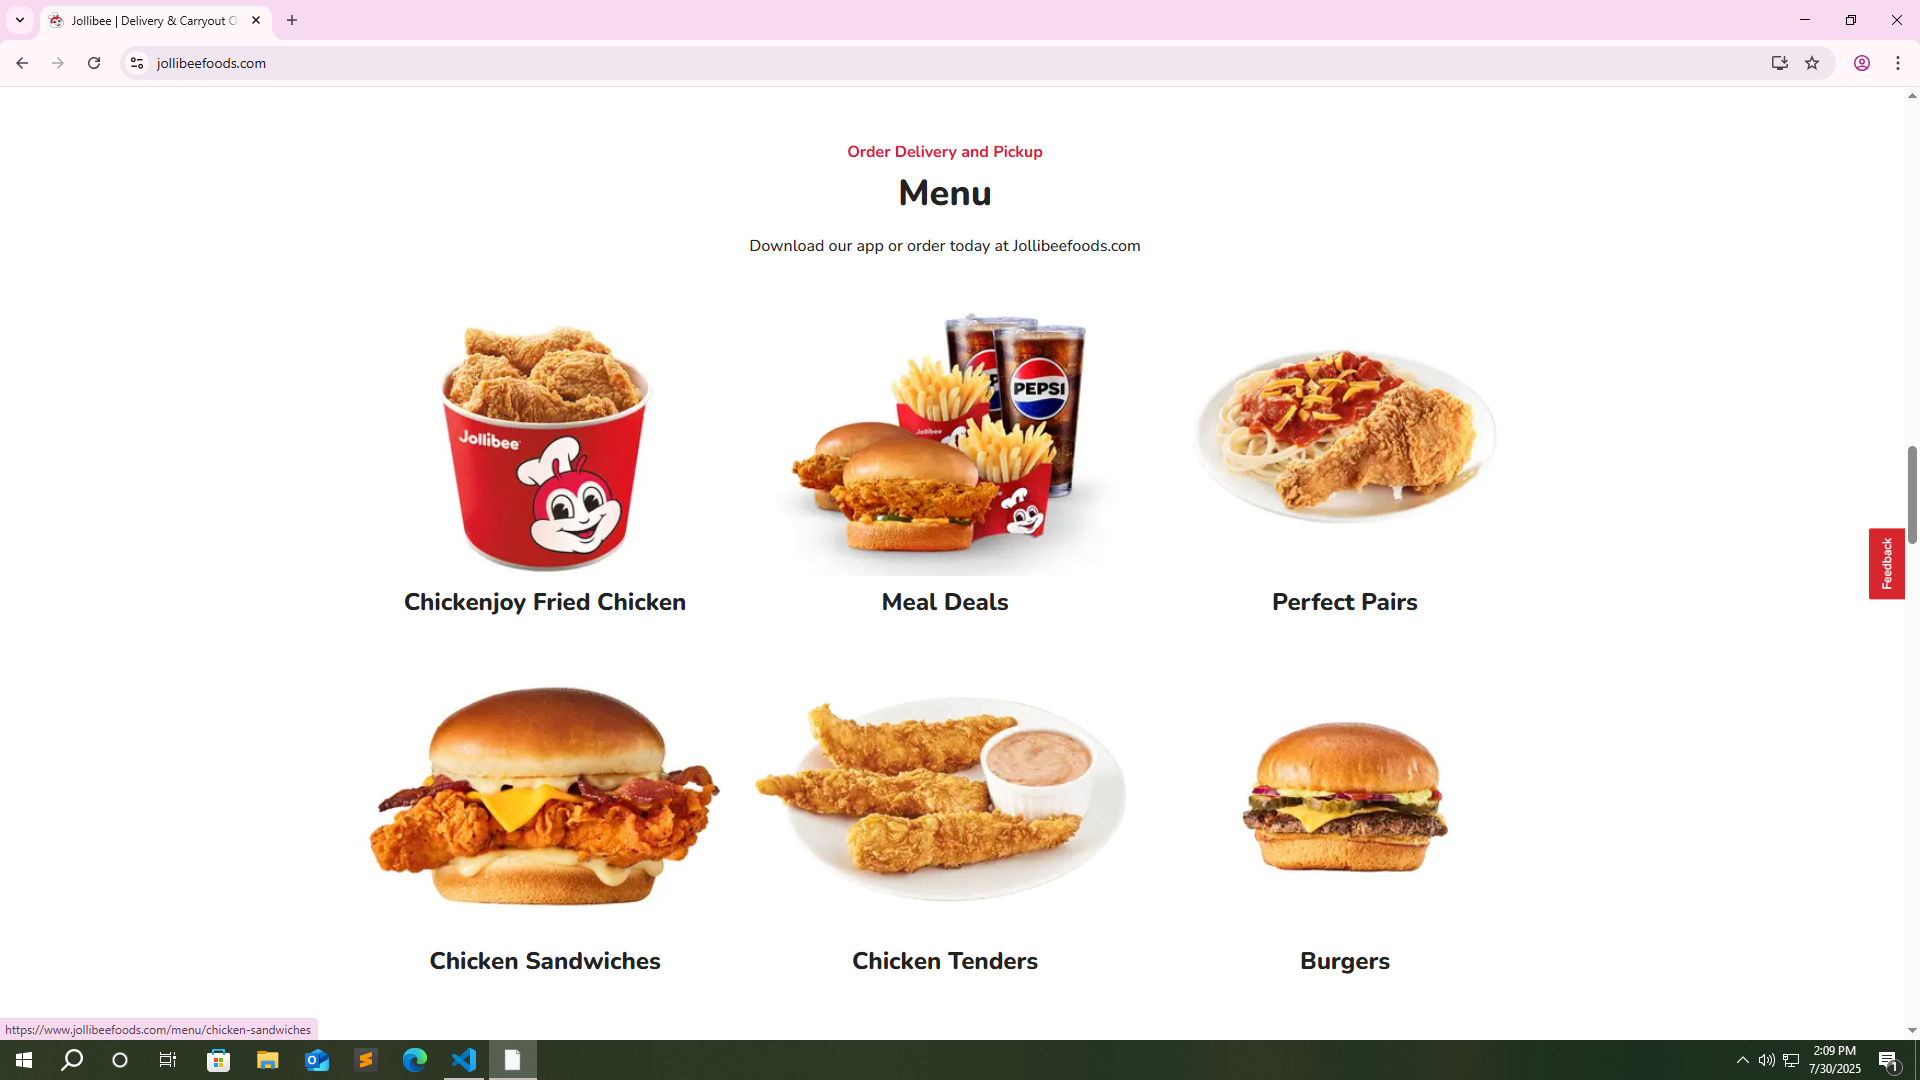 Jollibee | Delivery & Carryout O
jollibeefoods.com
Order Delivery and Pickup
Menu
Download our app or order today at Jollibeefoods.com
Jollibee
PEPSI
Chickenjoy Fried Chicken
Meal Deals
Perfect Pairs
Feedback
Chicken Sandwiches
Chicken Tenders
Burgers
https://www.jollibeefoods.com/menu/chicken-sandwiches
2:09 PM
7/30/2025
1